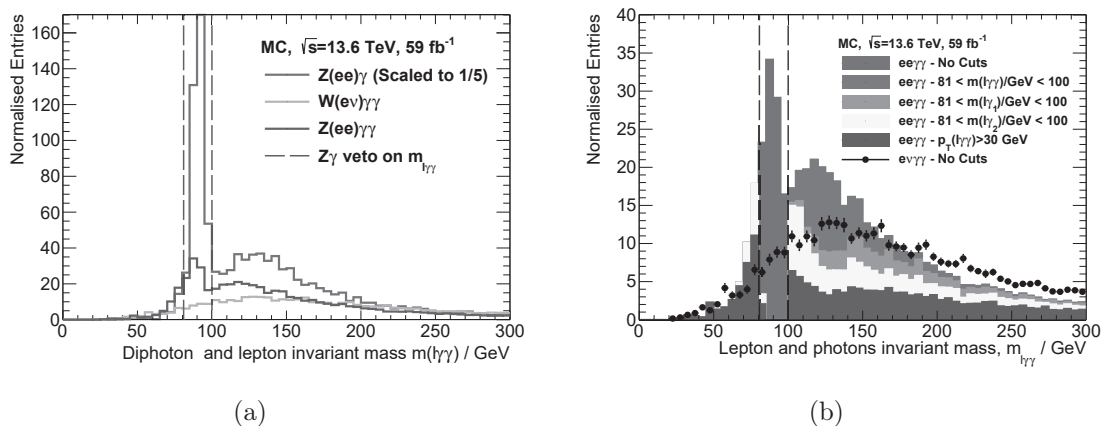 Normalised Entries
160
140
120
100
80
60
40
20
0
0 50 100 150 200 250 300
Diphoton and lepton invariant mass m(lγγ) / GeV
MC, √s=13.6 TeV, 59 fb⁻¹
Z(ee)γ (Scaled to 1/5)
W(eν)γγ
Z(ee)γγ
Zγ veto on m_lγγ
(a)
Normalised Entries
40
35
30
25
20
15
10
5
0
0 50 100 150 200 250 300
Lepton and photons invariant mass, m_lγγ / GeV
MC, √s=13.6 TeV, 59 fb⁻¹
eeγγ - No Cuts
eeγγ - 81 < m(lγγ)/GeV < 100
eeγγ - 81 < m(lγ₁)/GeV < 100
eeγγ - 81 < m(lγ₂)/GeV < 100
eeγγ - p_T(lγγ)>30 GeV
eνγγ - No Cuts
(b)